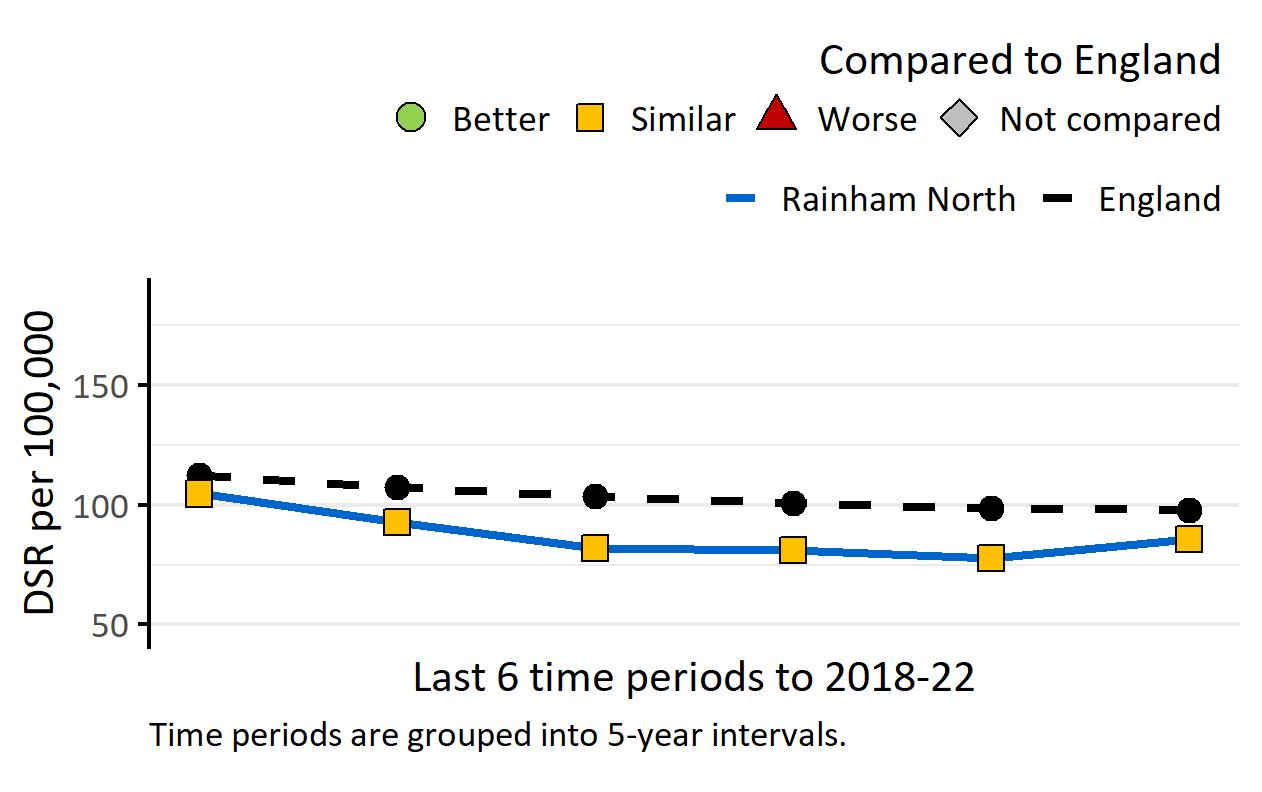 Compared to England
Better Similar Worse Not compared
Rainham North England
DSR per 100,000
150
100
50
Last 6 time periods to 2018-22
Time periods are grouped into 5-year intervals.